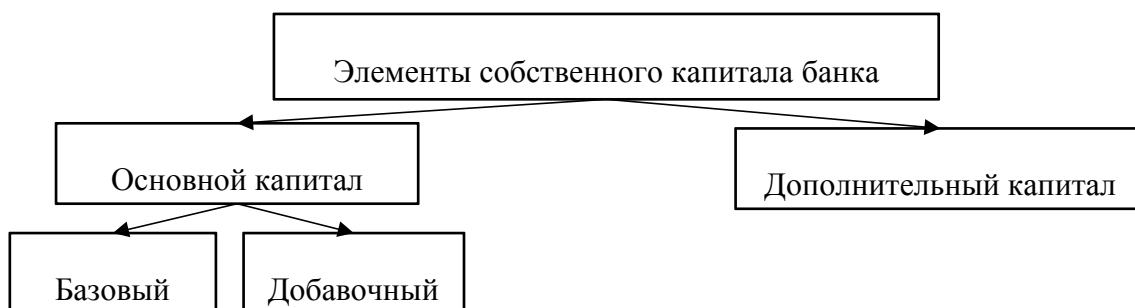 Элементы собственного капитала банка
Основной капитал
Дополнительный капитал
Базовый
Добавочный